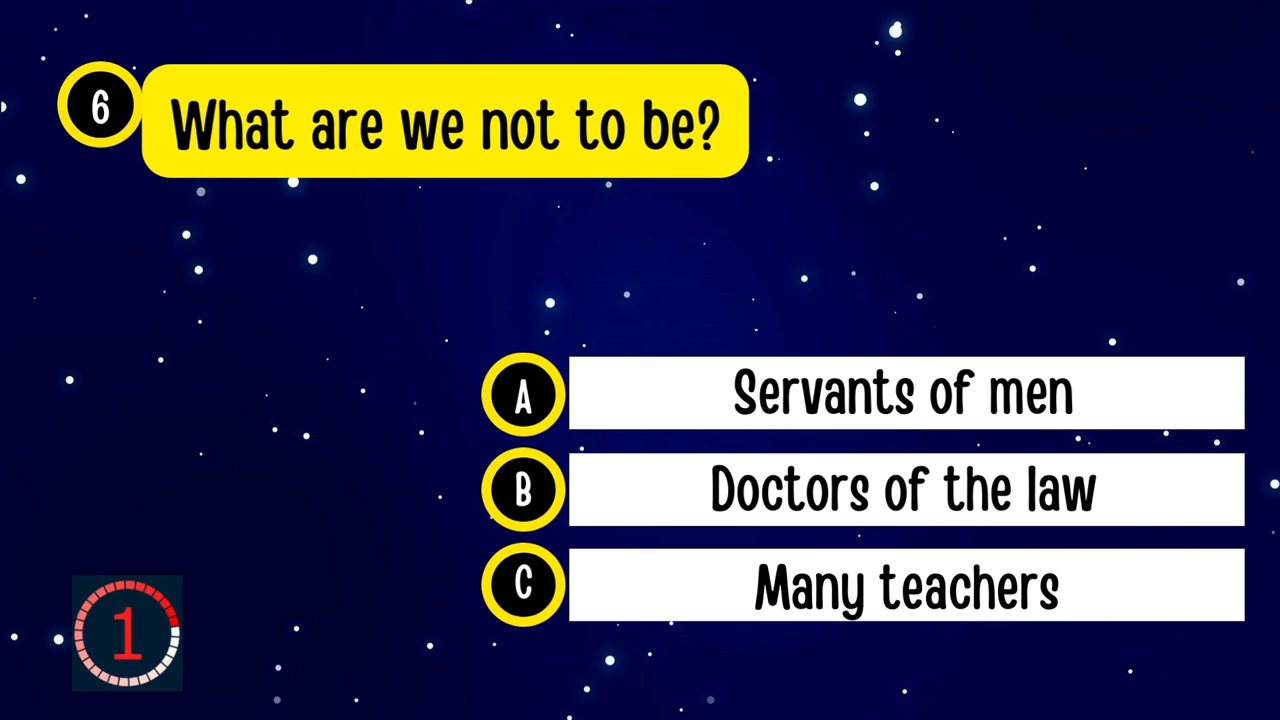 6
What are we not to be?
A
Servants of men
B
Doctors of the law
C
Many teachers
1